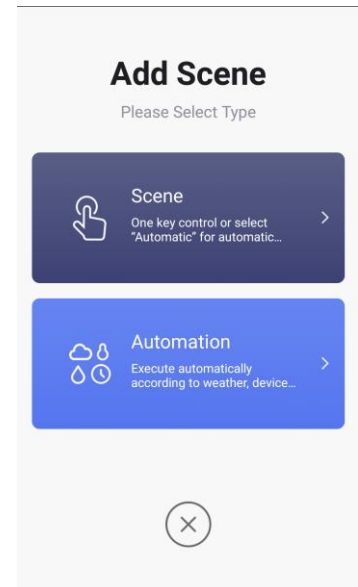 Add Scene
Please Select Type
Scene
One key control or select
"Automatic" for automatic...
Automation
Execute automatically
according to weather, device...